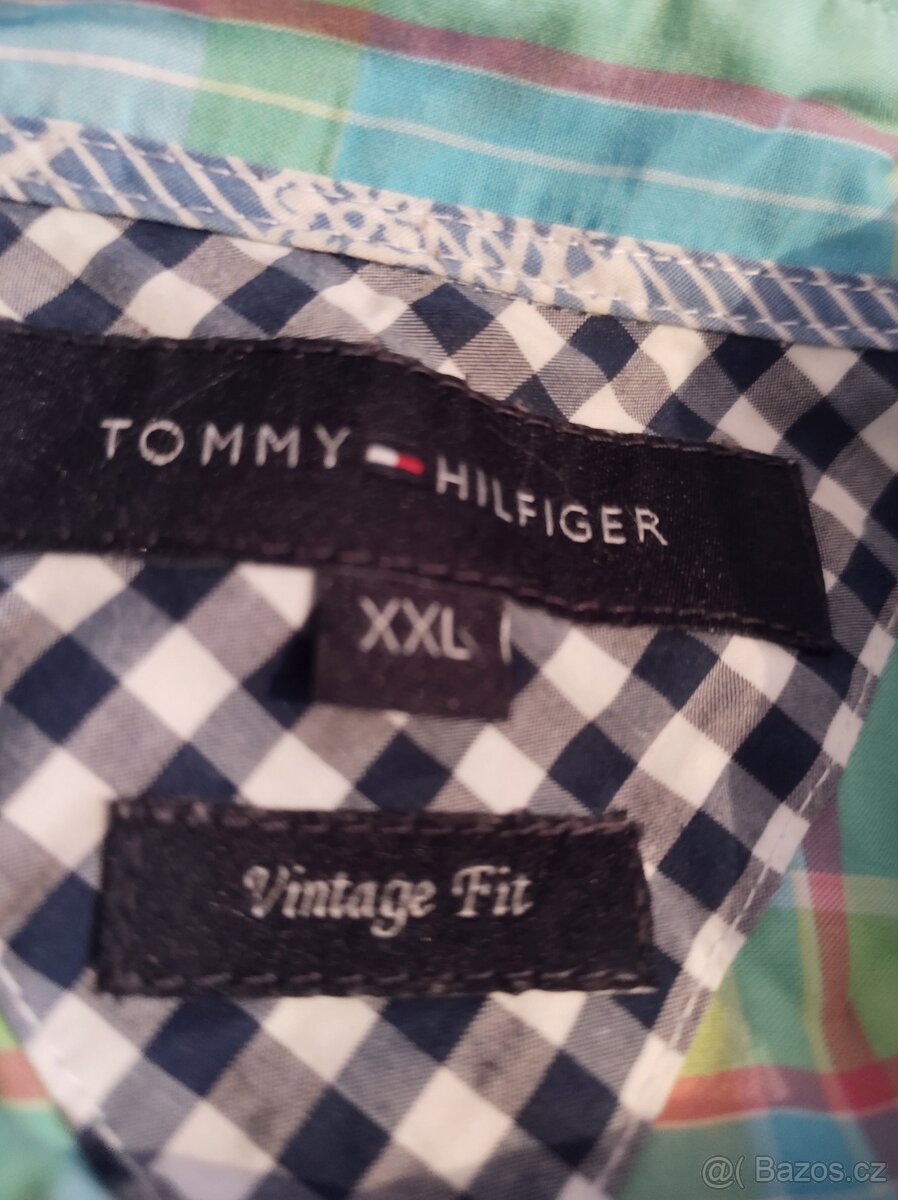 TOMMY HILFIGER
XXL
Vintage Fit
@( Bazos.cz